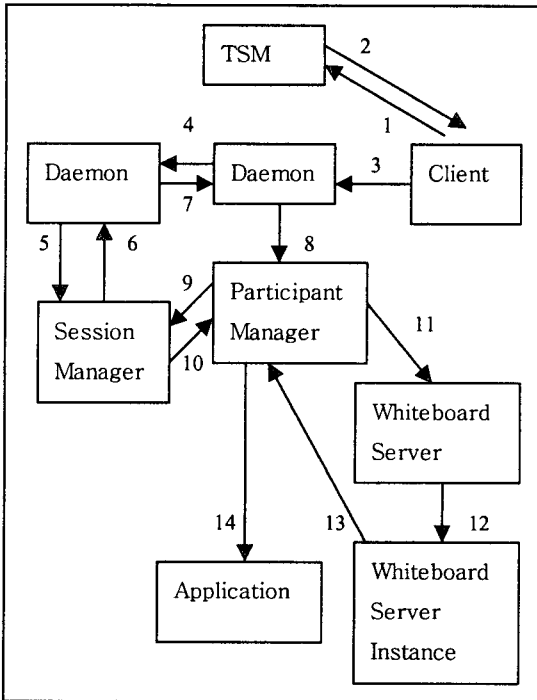 TSM
2
1
4
Daemon
Daemon
3
Client
7
5
6
8
9
Participant
Manager
11
Session
Manager
10
Whiteboard
Server
14
13
12
Application
Whiteboard
Server
Instance